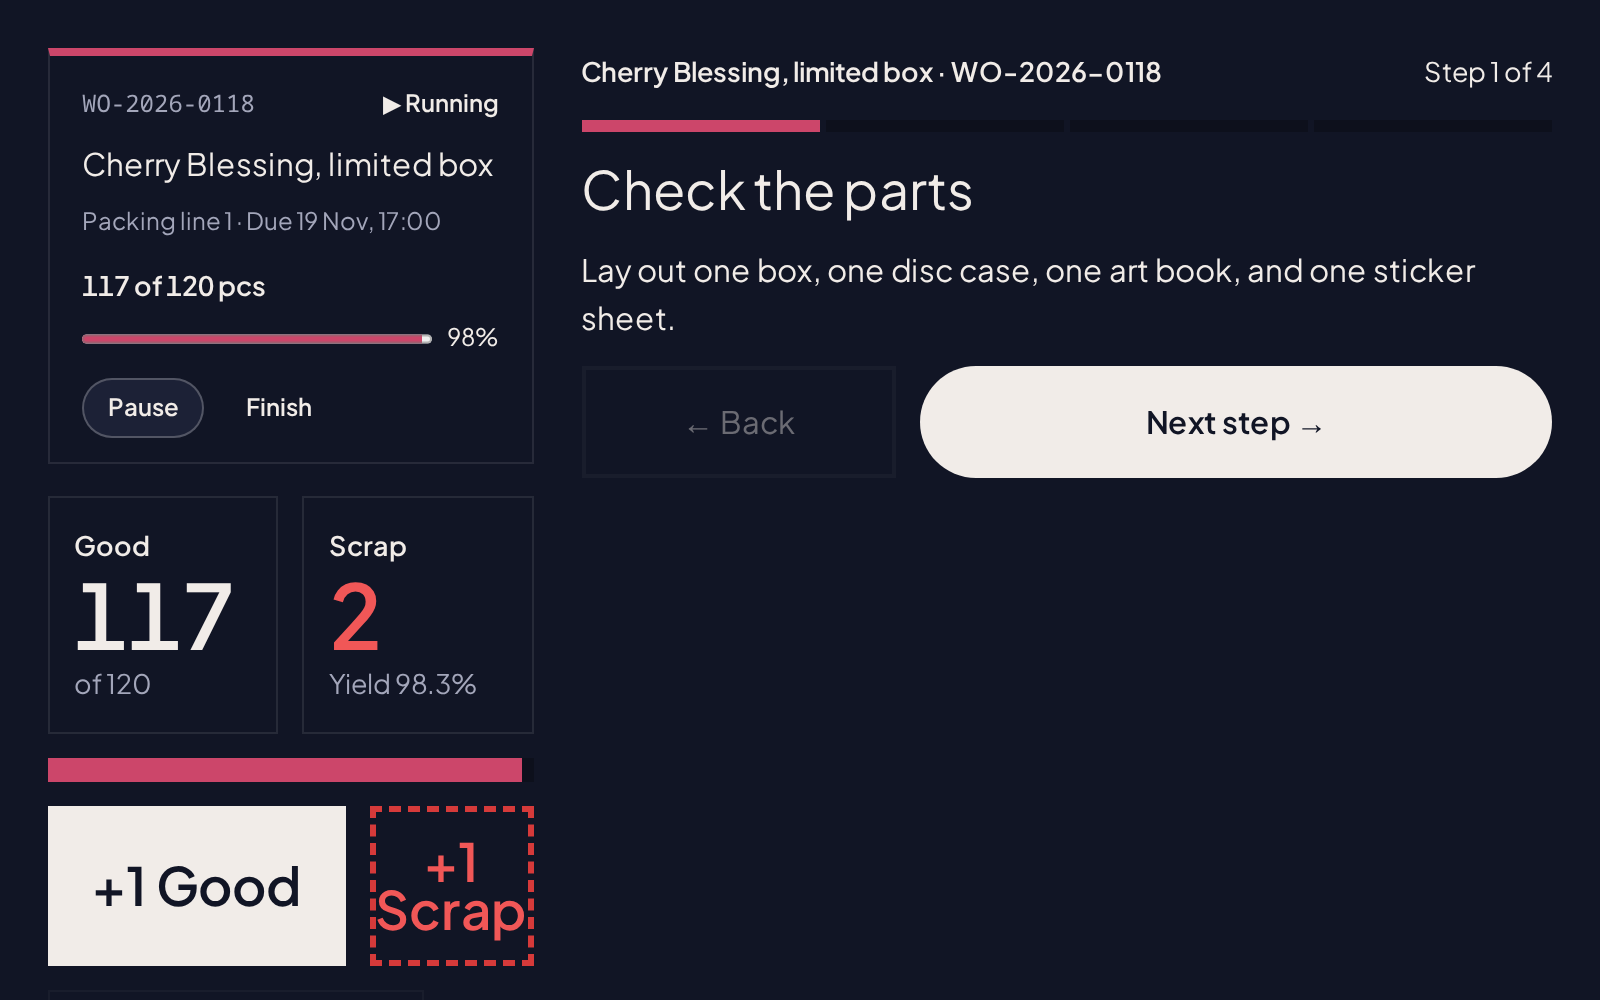 WO-2026-0118
▶ Running
Cherry Blessing, limited box
Packing line 1 · Due 19 Nov, 17:00
117 of 120 pcs
98%
Pause
Finish
Good
117
of 120
Scrap
2
Yield 98.3%
+1 Good
+1
Scrap
Cherry Blessing, limited box · WO-2026-0118
Step 1 of 4
Check the parts
Lay out one box, one disc case, one art book, and one sticker
sheet.
← Back
Next step →